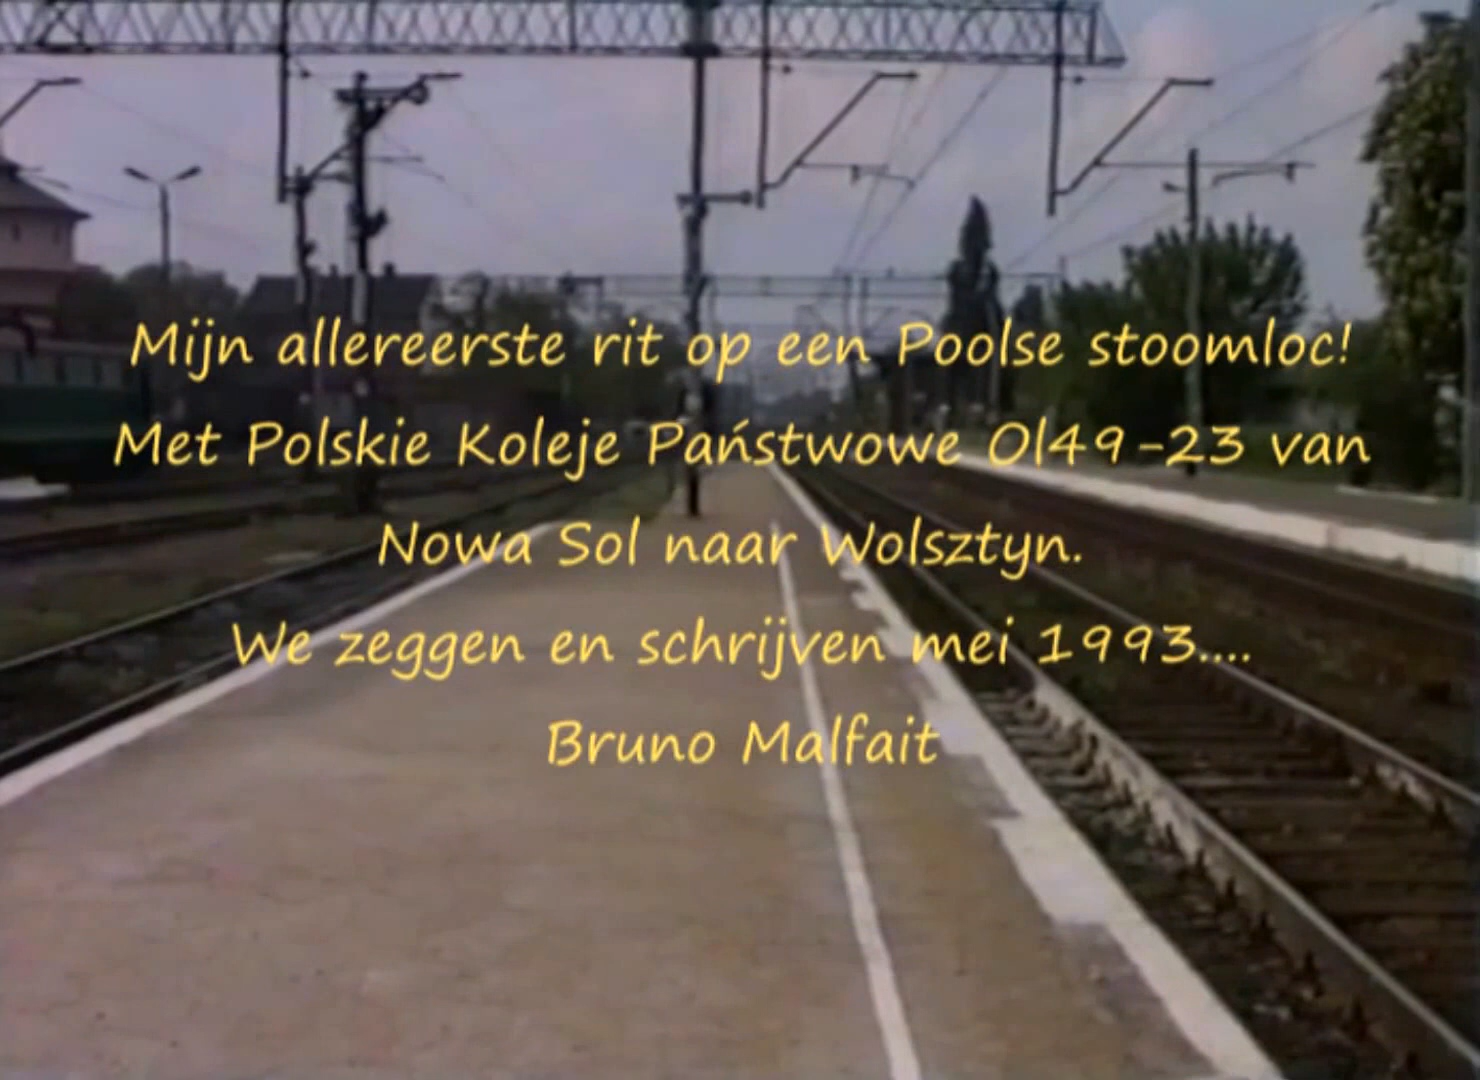 Mijn allereerste rit op een Poolse stoomloc!
Met Polskie Koleje Państwowe Ol49-23 van
Nowa Sol naar Wolsztyn.
We zeggen en schrijven mei 1993....
Bruno Malfait